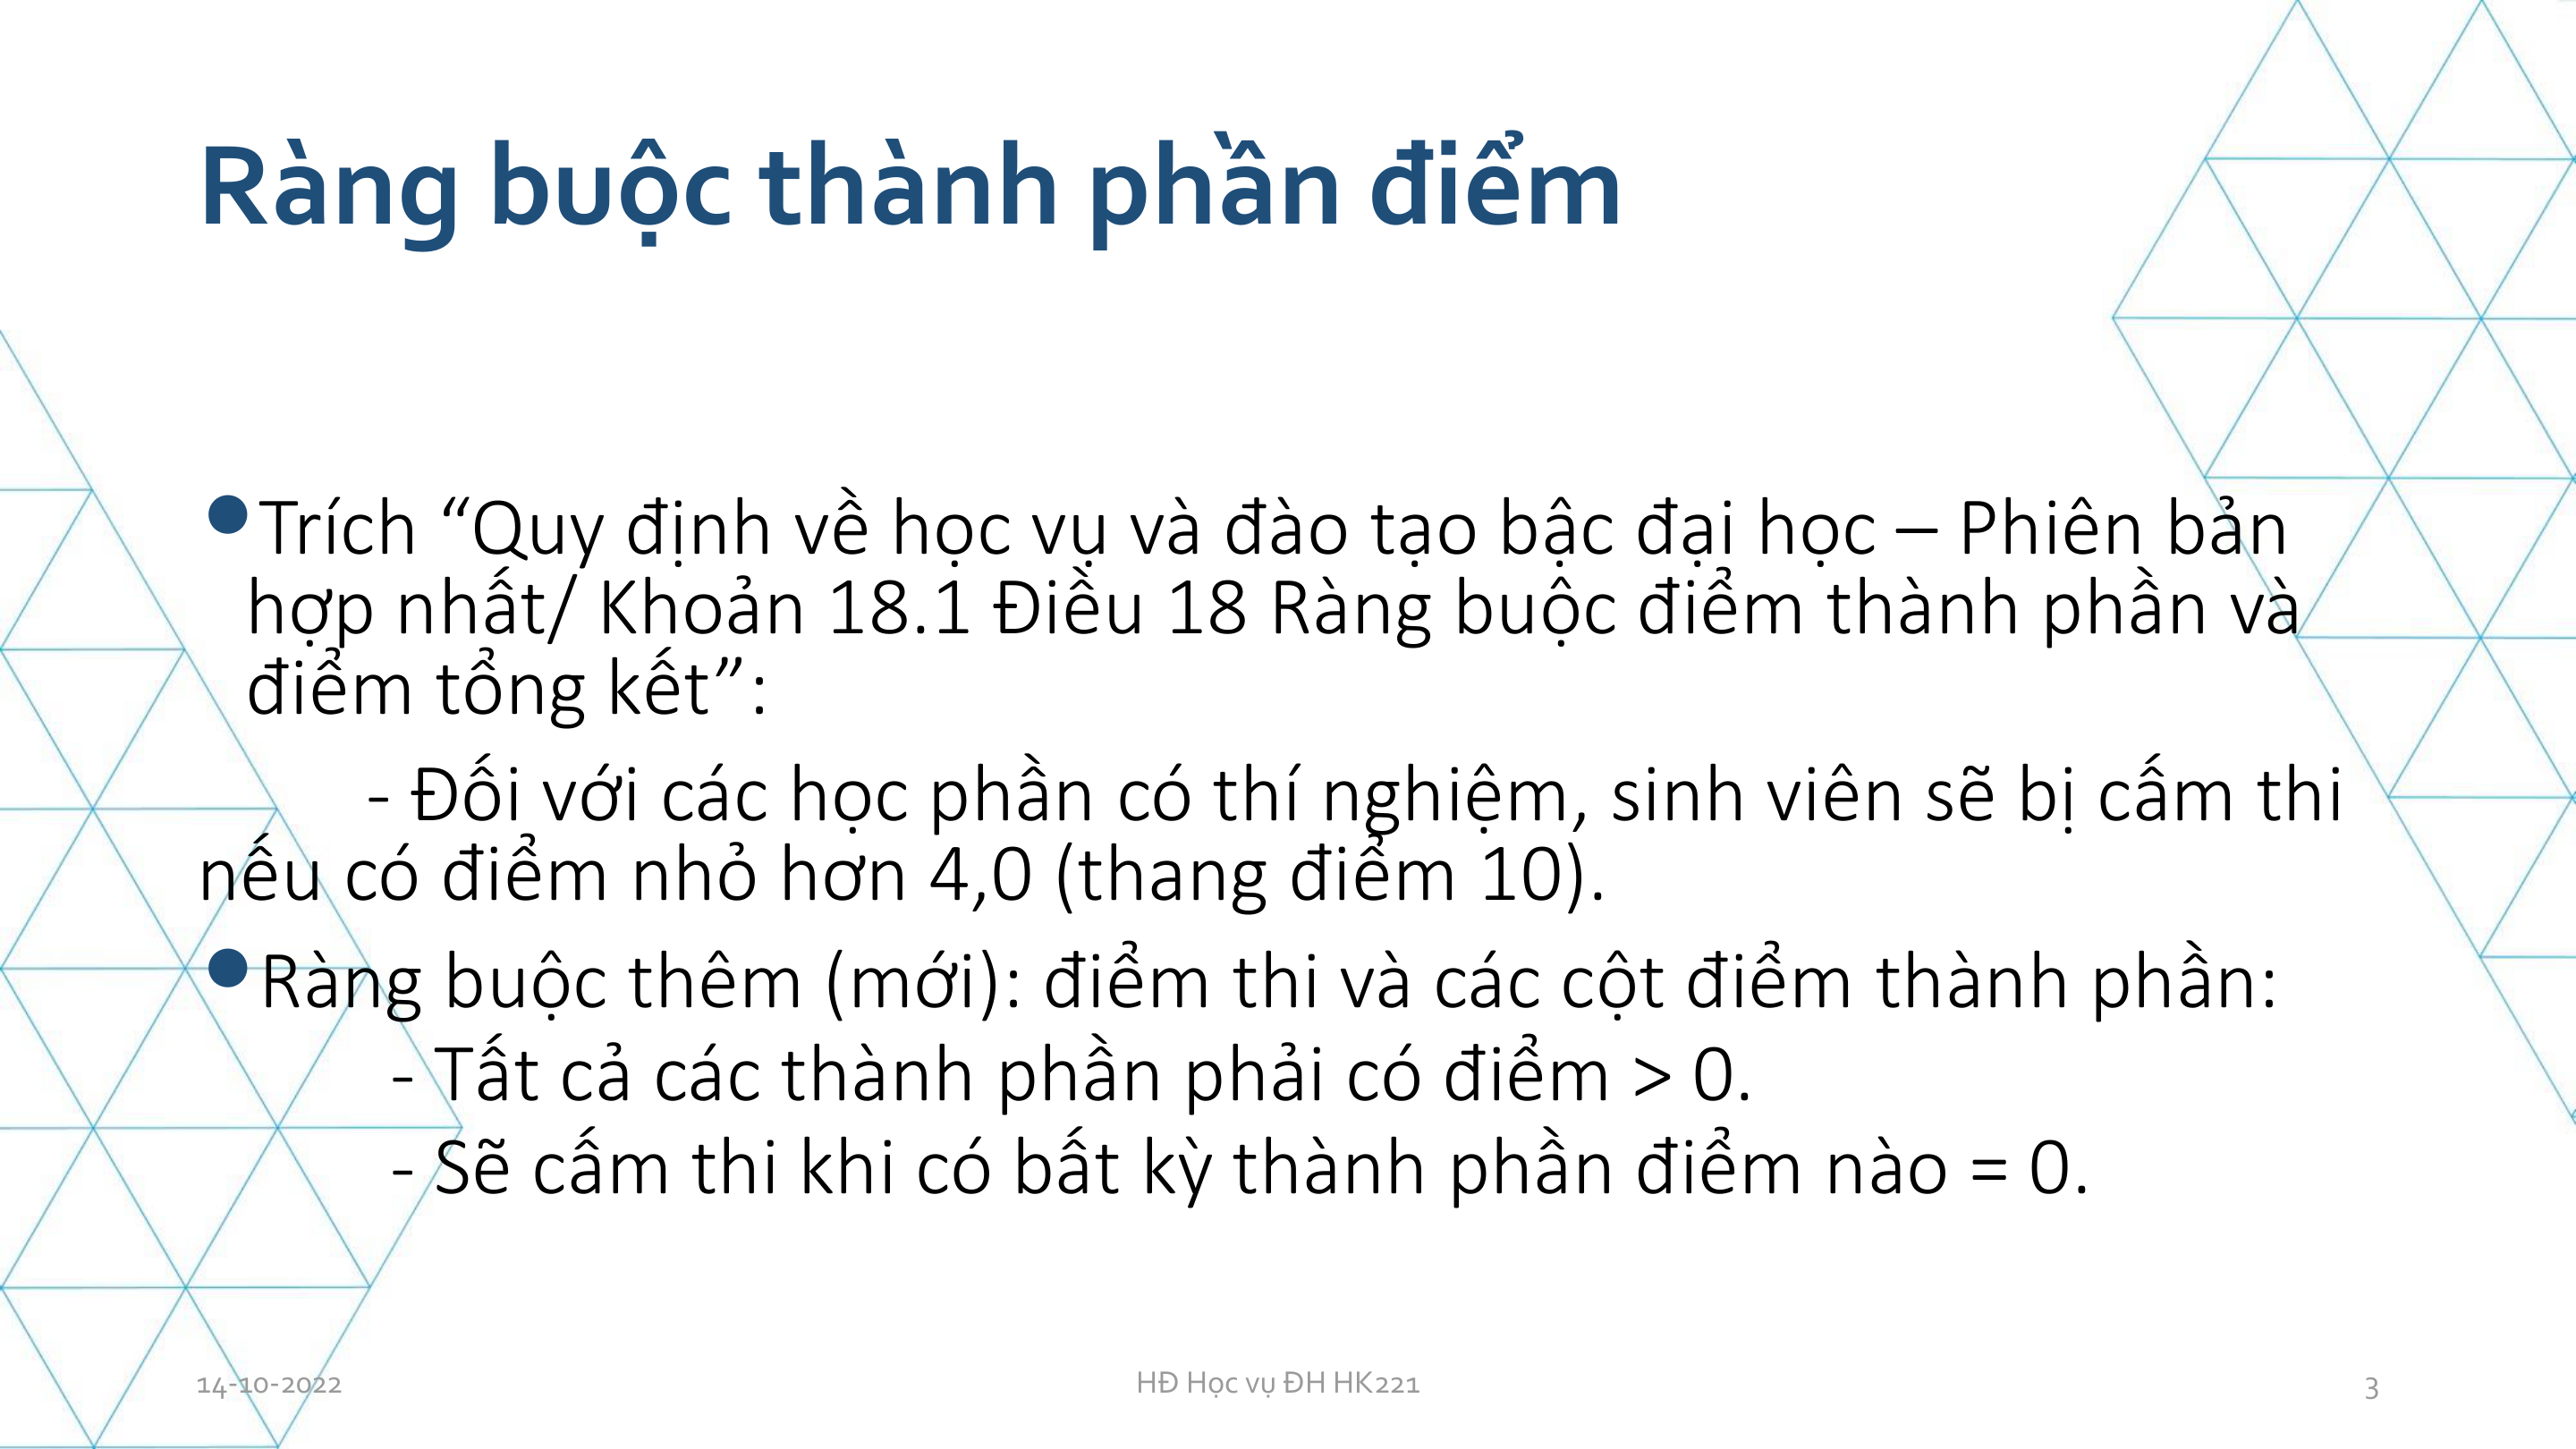 Ràng buộc thành phần điểm
●Trích “Quy định về học vụ và đào tạo bậc đại học – Phiên bản
hợp nhất/ Khoản 18.1 Điều 18 Ràng buộc điểm thành phần và
điểm tổng kết”:
- Đối với các học phần có thí nghiệm, sinh viên sẽ bị cấm thi
nếu có điểm nhỏ hơn 4,0 (thang điểm 10).
●Ràng buộc thêm (mới): điểm thi và các cột điểm thành phần:
- Tất cả các thành phần phải có điểm > 0.
- Sẽ cấm thi khi có bất kỳ thành phần điểm nào = 0.
14-10-2022
HĐ Học vụ ĐH HK221
3